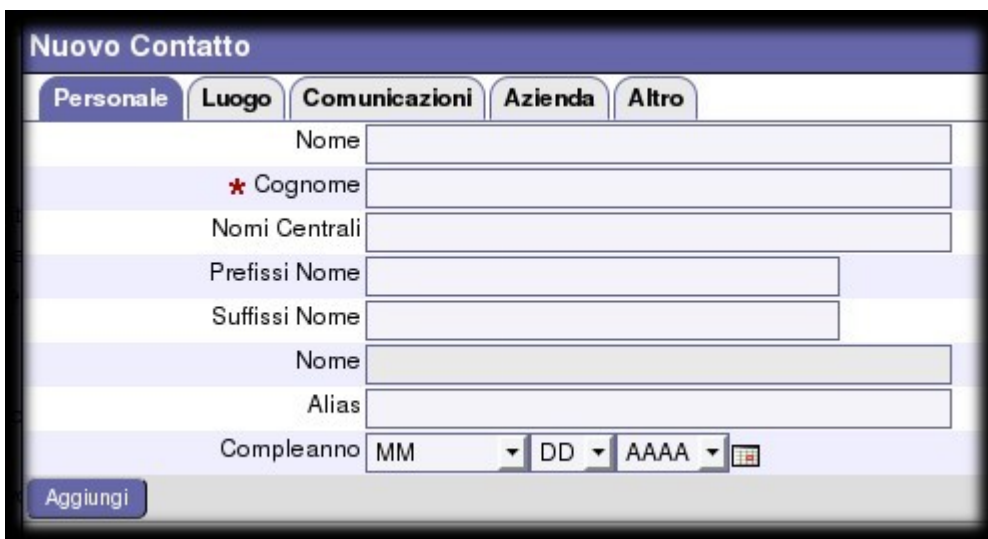 Nuovo Contatto
Personale Luogo Comunicazioni Azienda Altro
Nome
* Cognome
Nomi Centrali
Prefissi Nome
Suffissi Nome
Nome
Alias
Compleanno MM DD AAAA
Aggiungi